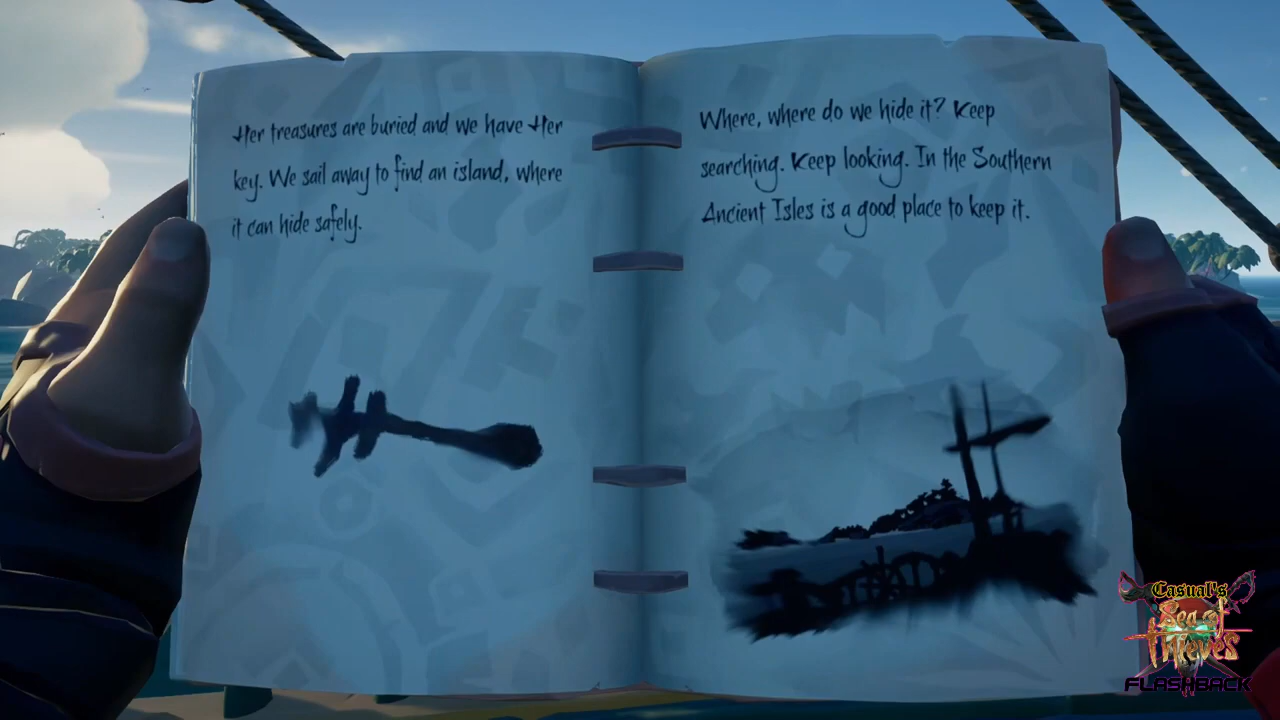 Her treasures are buried and we have Her
key. We sail away to find an island, where
it can hide safely.
Where, where do we hide it? Keep
searching. Keep looking. In the Southern
Ancient Isles is a good place to keep it.
Casual's
Sea of
Thieves
FLASHBACK